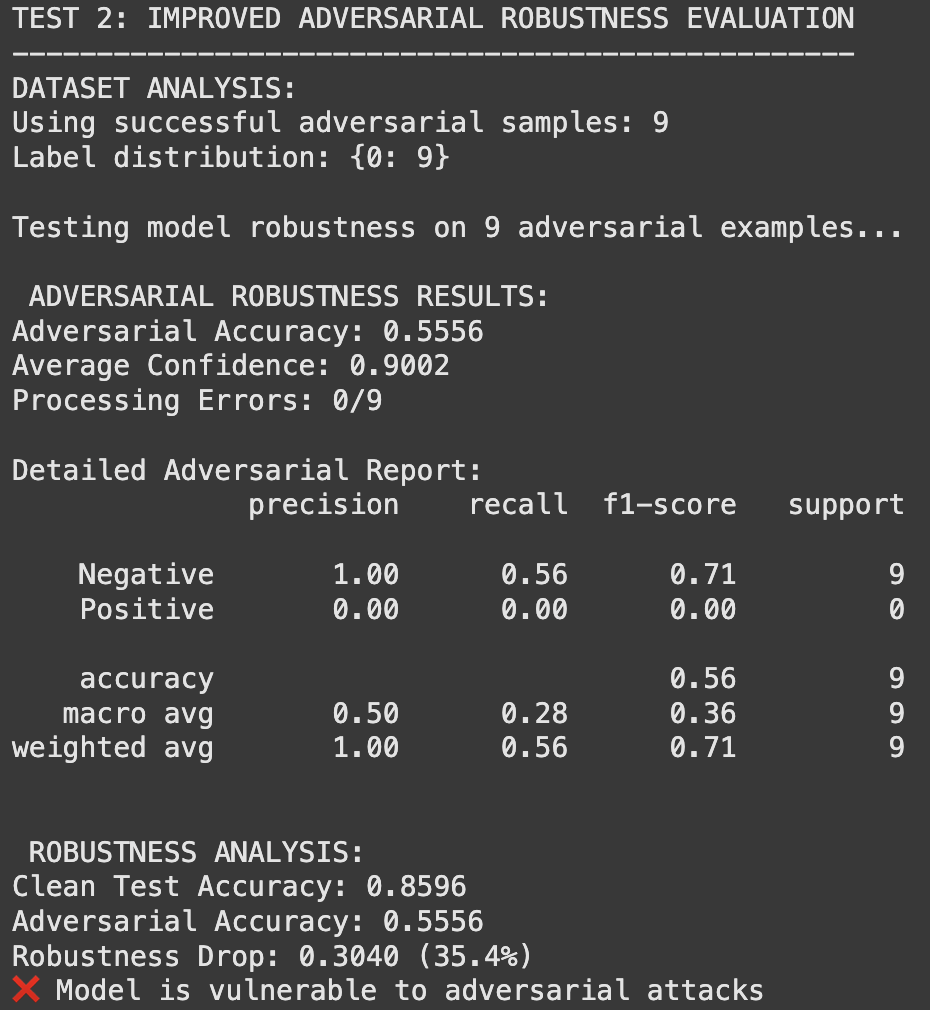 TEST 2: IMPROVED ADVERSARIAL ROBUSTNESS EVALUATION
--------------------------------------------------
DATASET ANALYSIS:
Using successful adversarial samples: 9
Label distribution: {0: 9}

Testing model robustness on 9 adversarial examples...

 ADVERSARIAL ROBUSTNESS RESULTS:
Adversarial Accuracy: 0.5556
Average Confidence: 0.9002
Processing Errors: 0/9

Detailed Adversarial Report:
              precision    recall  f1-score   support

    Negative       1.00      0.56      0.71         9
    Positive       0.00      0.00      0.00         0

    accuracy                           0.56         9
   macro avg       0.50      0.28      0.36         9
weighted avg       1.00      0.56      0.71         9


 ROBUSTNESS ANALYSIS:
Clean Test Accuracy: 0.8596
Adversarial Accuracy: 0.5556
Robustness Drop: 0.3040 (35.4%)
❌ Model is vulnerable to adversarial attacks